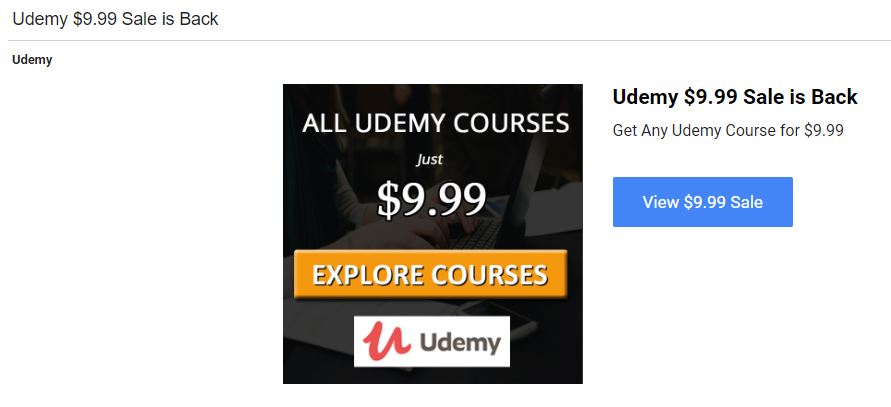 Udemy $9.99 Sale is Back
Udemy
ALL UDEMY COURSES
Just
$9.99
EXPLORE COURSES
Udemy
Udemy $9.99 Sale is Back
Get Any Udemy Course for $9.99
View $9.99 Sale